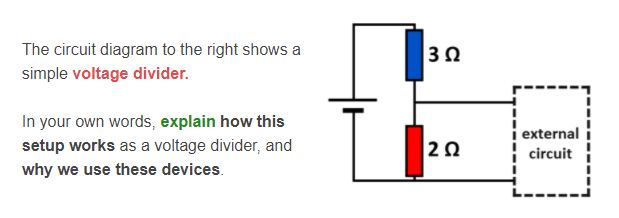 The circuit diagram to the right shows a
simple voltage divider.
In your own words, explain how this
setup works as a voltage divider, and
why we use these devices.
3 Ω
2 Ω
external
circuit